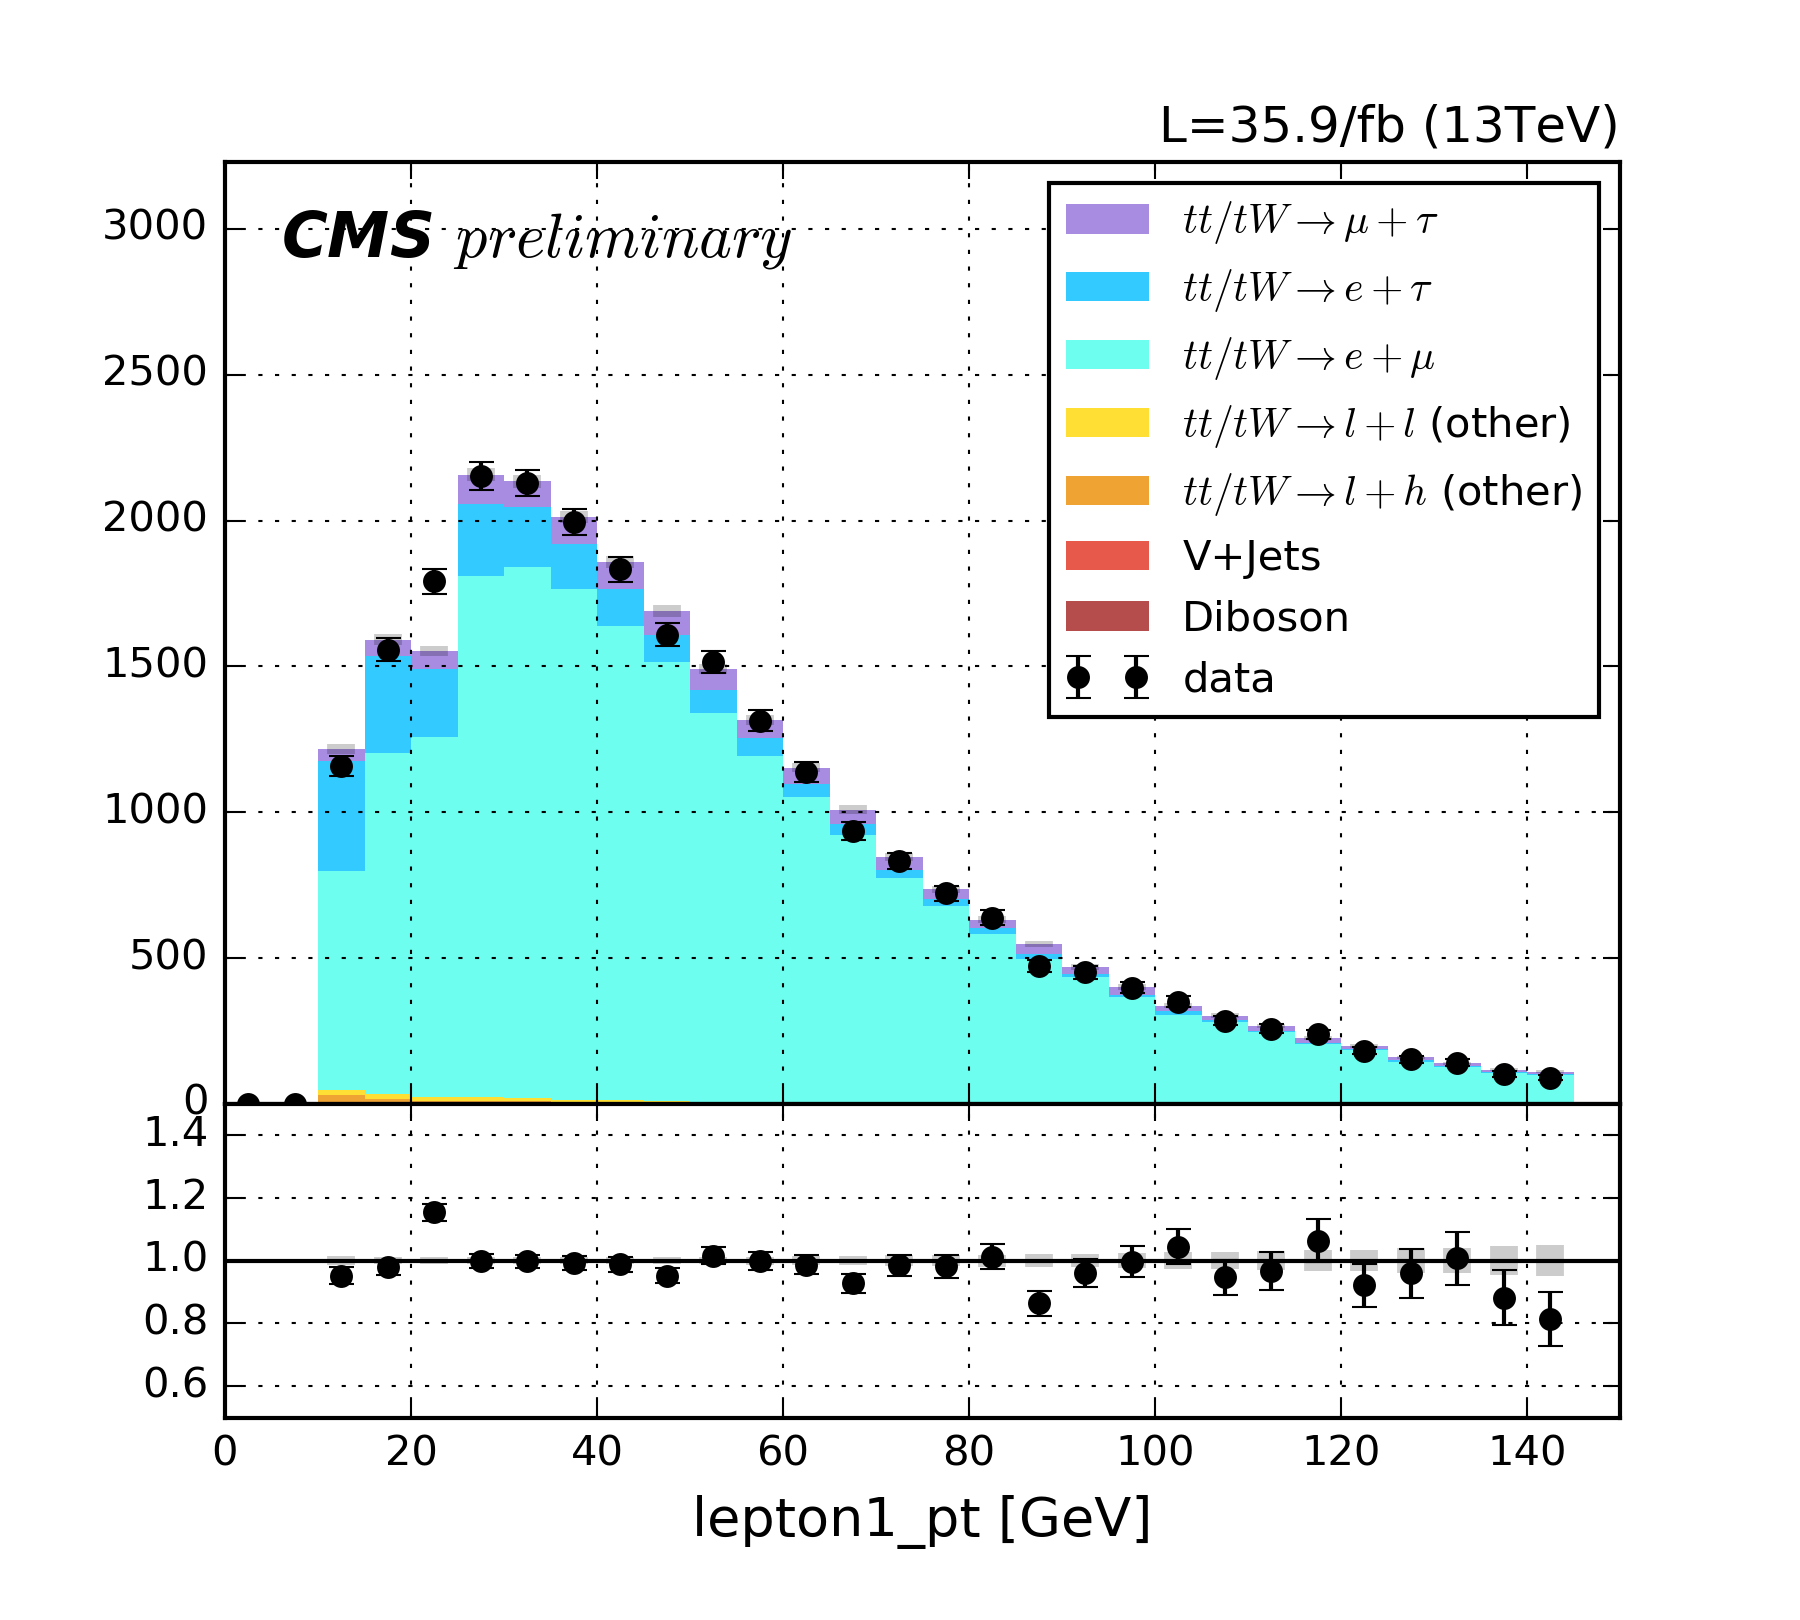 L=35.9/fb (13TeV)
CMS preliminary
3000
2500
2000
1500
1000
500
0
tt/tW → μ + τ
tt/tW → e + τ
tt/tW → e + μ
tt/tW → l + l (other)
tt/tW → l + h (other)
V+Jets
Diboson
data
1.4
1.2
1.0
0.8
0.6
0 20 40 60 80 100 120 140
lepton1_pt [GeV]